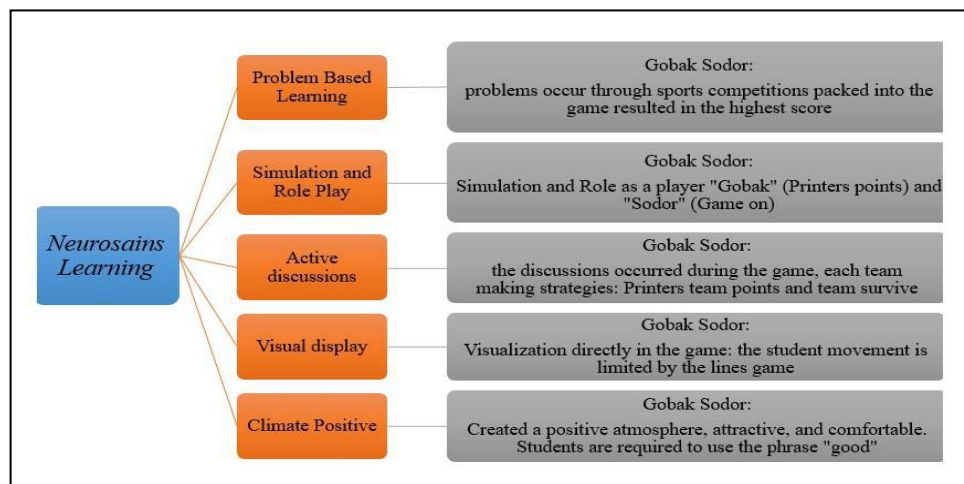 Neurosains
Learning
Problem Based
Learning
Gobak Sodor:
problems occur through sports competitions packed into the
game resulted in the highest score
Simulation and
Role Play
Gobak Sodor:
Simulation and Role as a player "Gobak" (Printers points) and
"Sodor" (Game on)
Active
discussions
Gobak Sodor:
the discussions occurred during the game, each team
making strategies: Printers team points and team survive
Visual display
Gobak Sodor:
Visualization directly in the game: the student movement is
limited by the lines game
Climate Positive
Gobak Sodor:
Created a positive atmosphere, attractive, and comfortable.
Students are required to use the phrase "good"